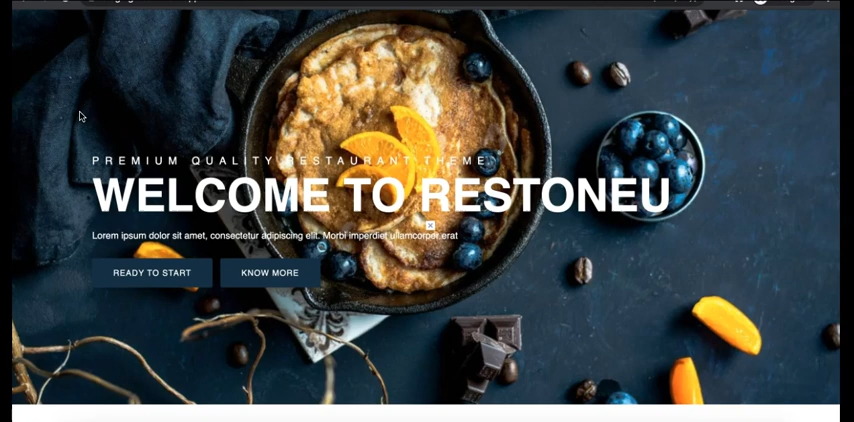 PREMIUM QUALITY RESTAURANT THEME
WELCOME TO RESTONEU
Lorem ipsum dolor sit amet, consectetur adipiscing elit. Morbi imperdiet ullamcorper erat
READY TO START
KNOW MORE